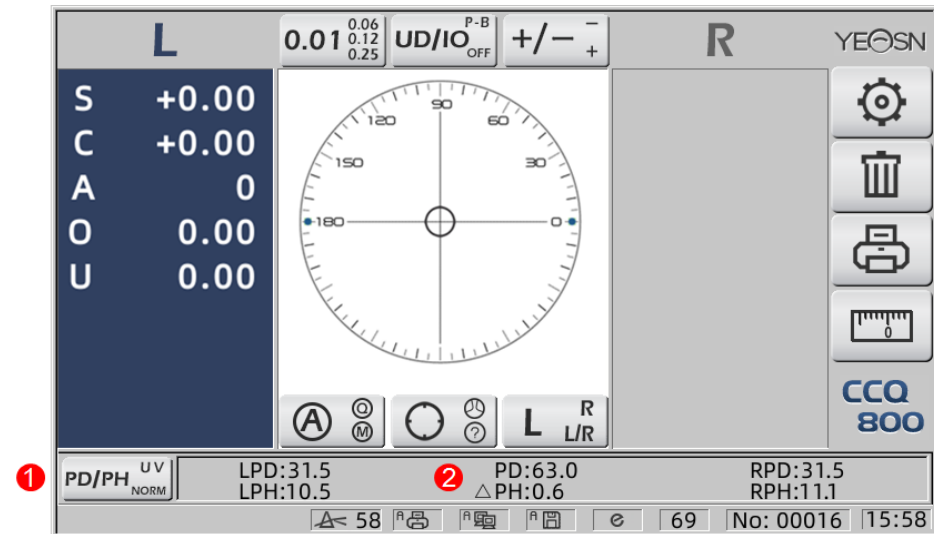 L
0.01 0.06
0.12
0.25
UD/IO P-B
OFF
+/− −
+
R
YEOSN
S +0.00
C +0.00
A 0
O 0.00
U 0.00
90
120
60
150
30
180
0
0
A Q
M
?
L R
L/R
CCQ
800
1
PD/PH UV
NORM
LPD:31.5
LPH:10.5
2
PD:63.0
△PH:0.6
RPD:31.5
RPH:11.1
58
A
A
A
e
69
No: 00016
15:58